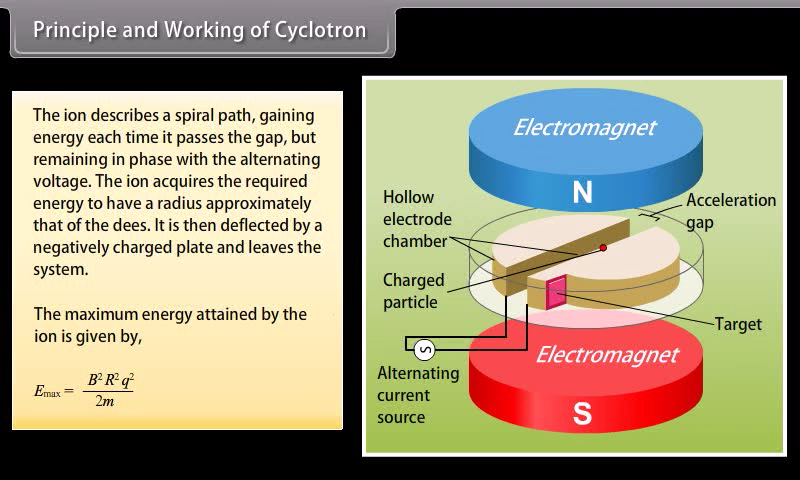 Principle and Working of Cyclotron
The ion describes a spiral path, gaining
energy each time it passes the gap, but
remaining in phase with the alternating
voltage. The ion acquires the required
energy to have a radius approximately
that of the dees. It is then deflected by a
negatively charged plate and leaves the
system.
The maximum energy attained by the
ion is given by,
Emax = B² R² q² / 2m
Electromagnet
N
Hollow
electrode
chamber
Acceleration
gap
Charged
particle
Target
Alternating
current
source
Electromagnet
S